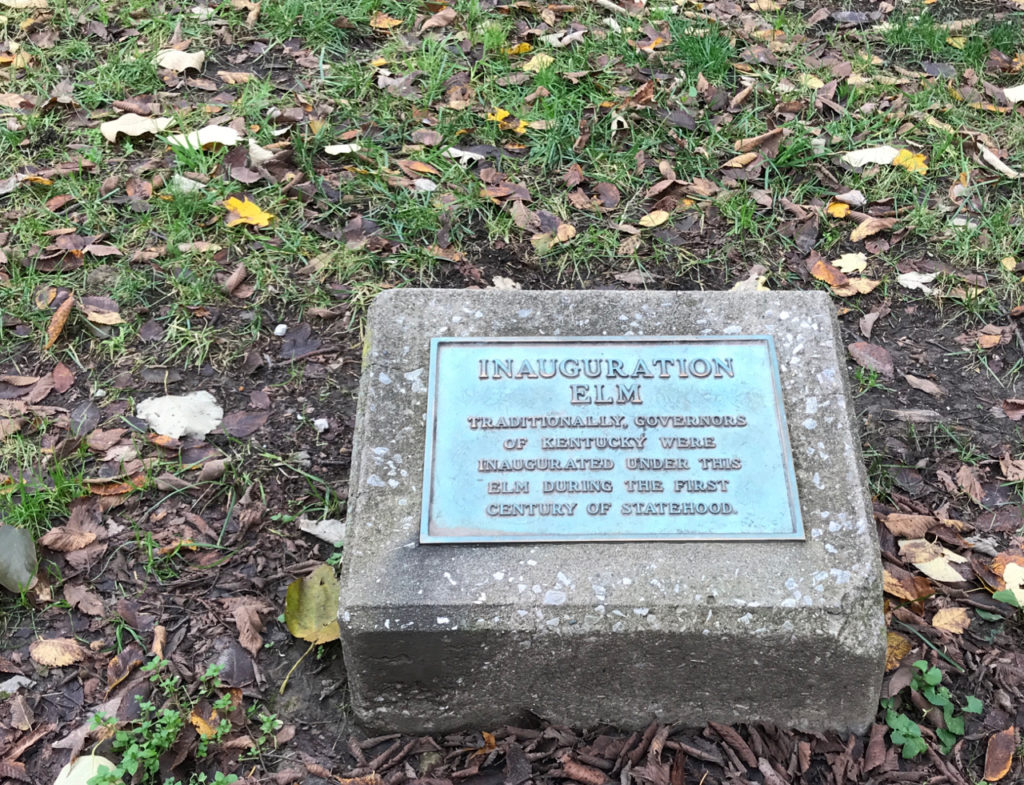 INAUGURATION
ELM
TRADITIONALLY, GOVERNORS
OF KENTUCKY WERE
INAUGURATED UNDER THIS
ELM DURING THE FIRST
CENTURY OF STATEHOOD.